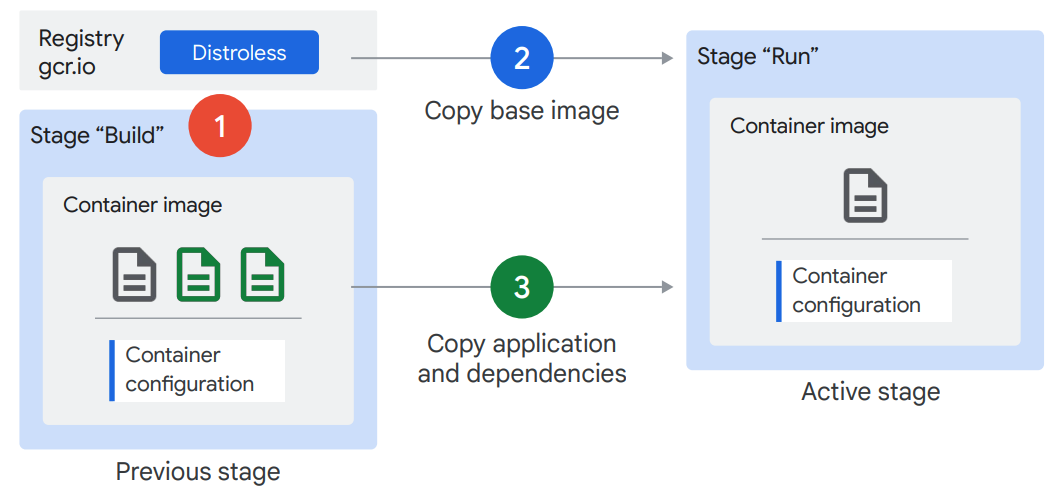 Registry
gcr.io
Distroless
1
Stage “Build”
Container image
Container
configuration
Previous stage
2
Copy base image
3
Copy application
and dependencies
Stage “Run”
Container image
Container
configuration
Active stage